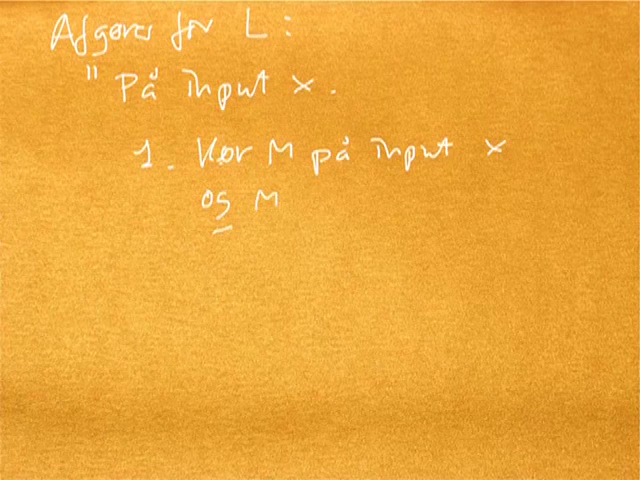 Afgører for L:
" På input x.
1. Kør M på input x
og M